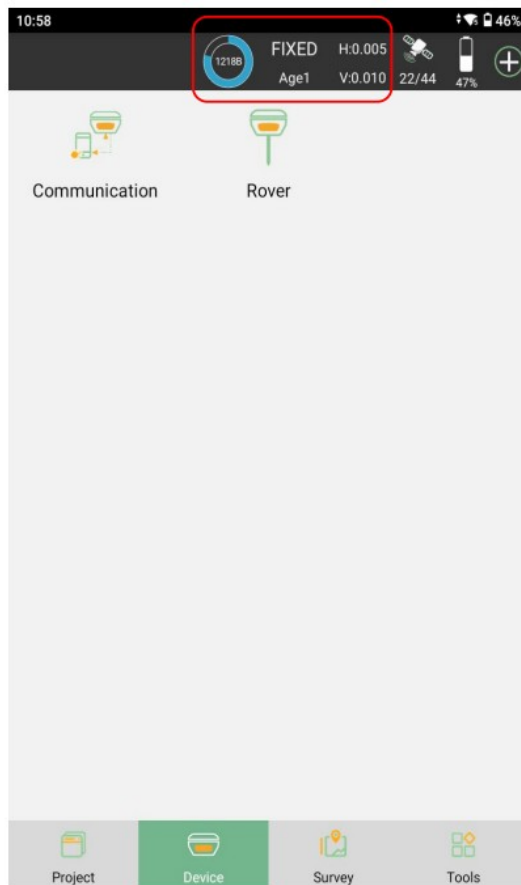 10:58 46%
1218B FIXED H:0.005
Age1 V:0.010 22/44 47%
Communication Rover
Project Device Survey Tools